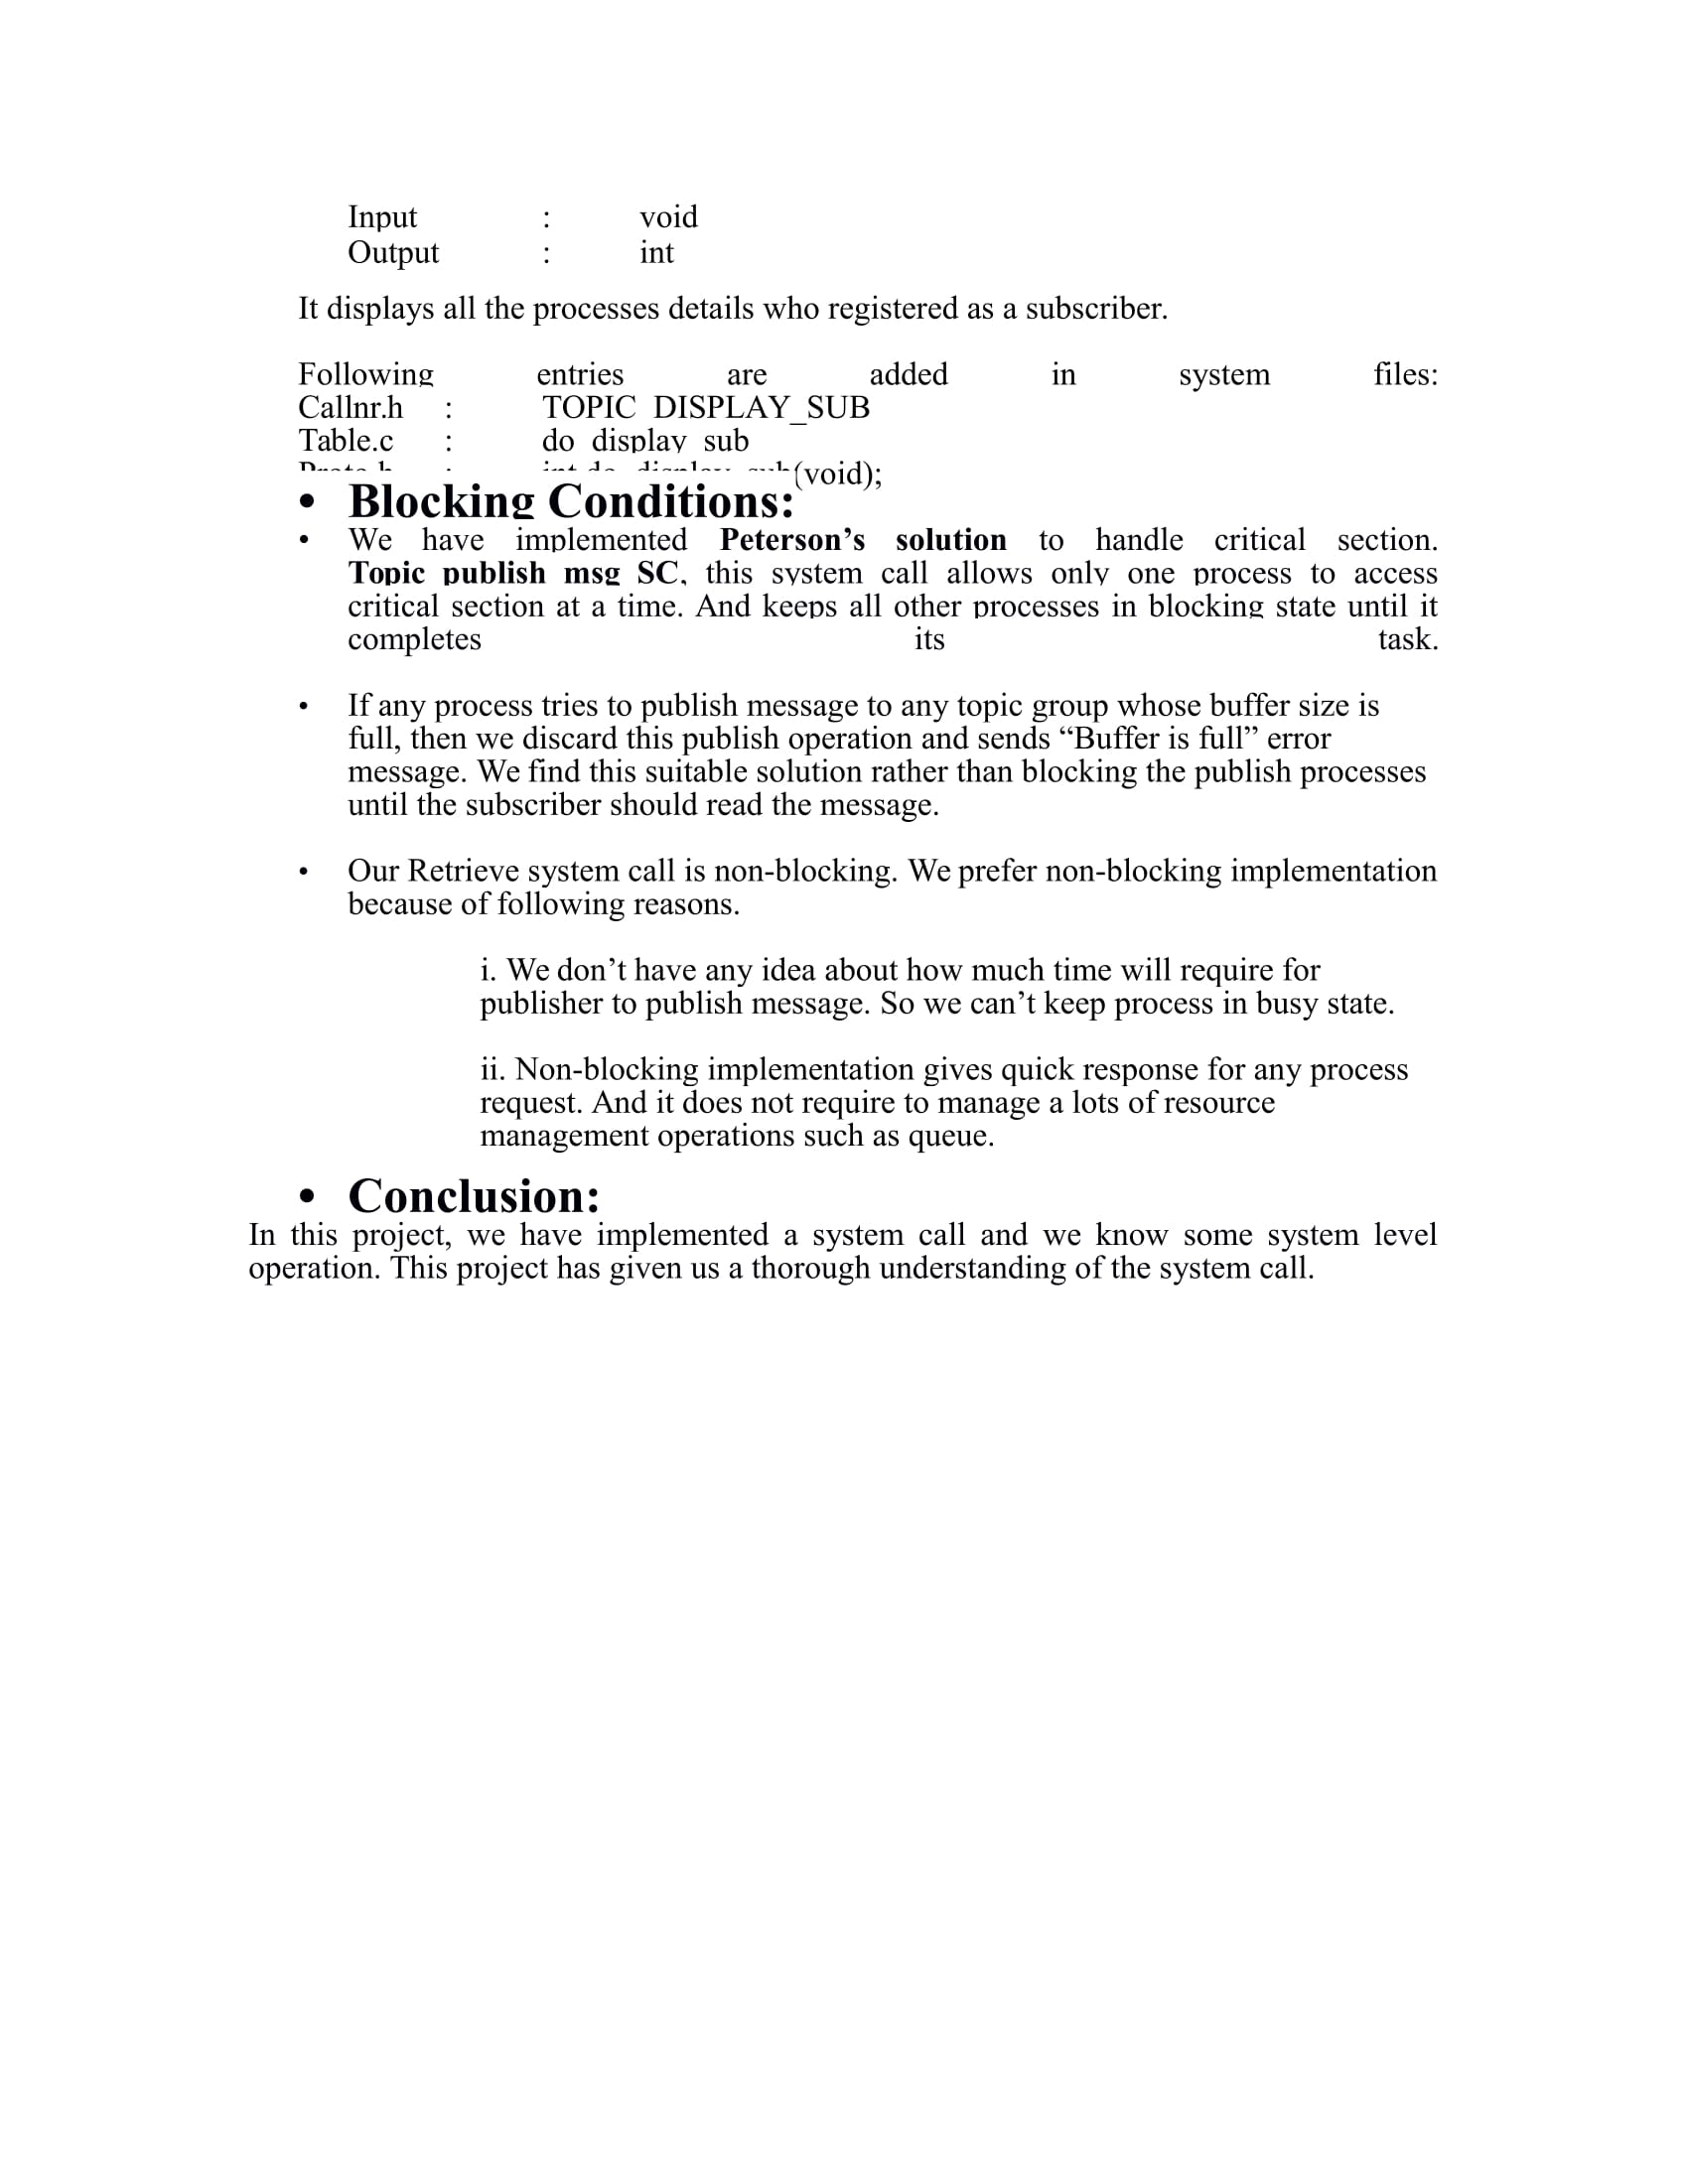 Input : void
Output : int
It displays all the processes details who registered as a subscriber.
Following entries are added in system files:
Callnr.h : TOPIC_DISPLAY_SUB
Table.c : do_display_sub
Proto.h : int do_display_sub(void);
• Blocking Conditions:
• We have implemented Peterson’s solution to handle critical section.
Topic_publish_msg_SC, this system call allows only one process to access
critical section at a time. And keeps all other processes in blocking state until it
completes its task.
• If any process tries to publish message to any topic group whose buffer size is
full, then we discard this publish operation and sends “Buffer is full” error
message. We find this suitable solution rather than blocking the publish processes
until the subscriber should read the message.
• Our Retrieve system call is non-blocking. We prefer non-blocking implementation
because of following reasons.
i. We don’t have any idea about how much time will require for
publisher to publish message. So we can’t keep process in busy state.
ii. Non-blocking implementation gives quick response for any process
request. And it does not require to manage a lots of resource
management operations such as queue.
• Conclusion:
In this project, we have implemented a system call and we know some system level
operation. This project has given us a thorough understanding of the system call.